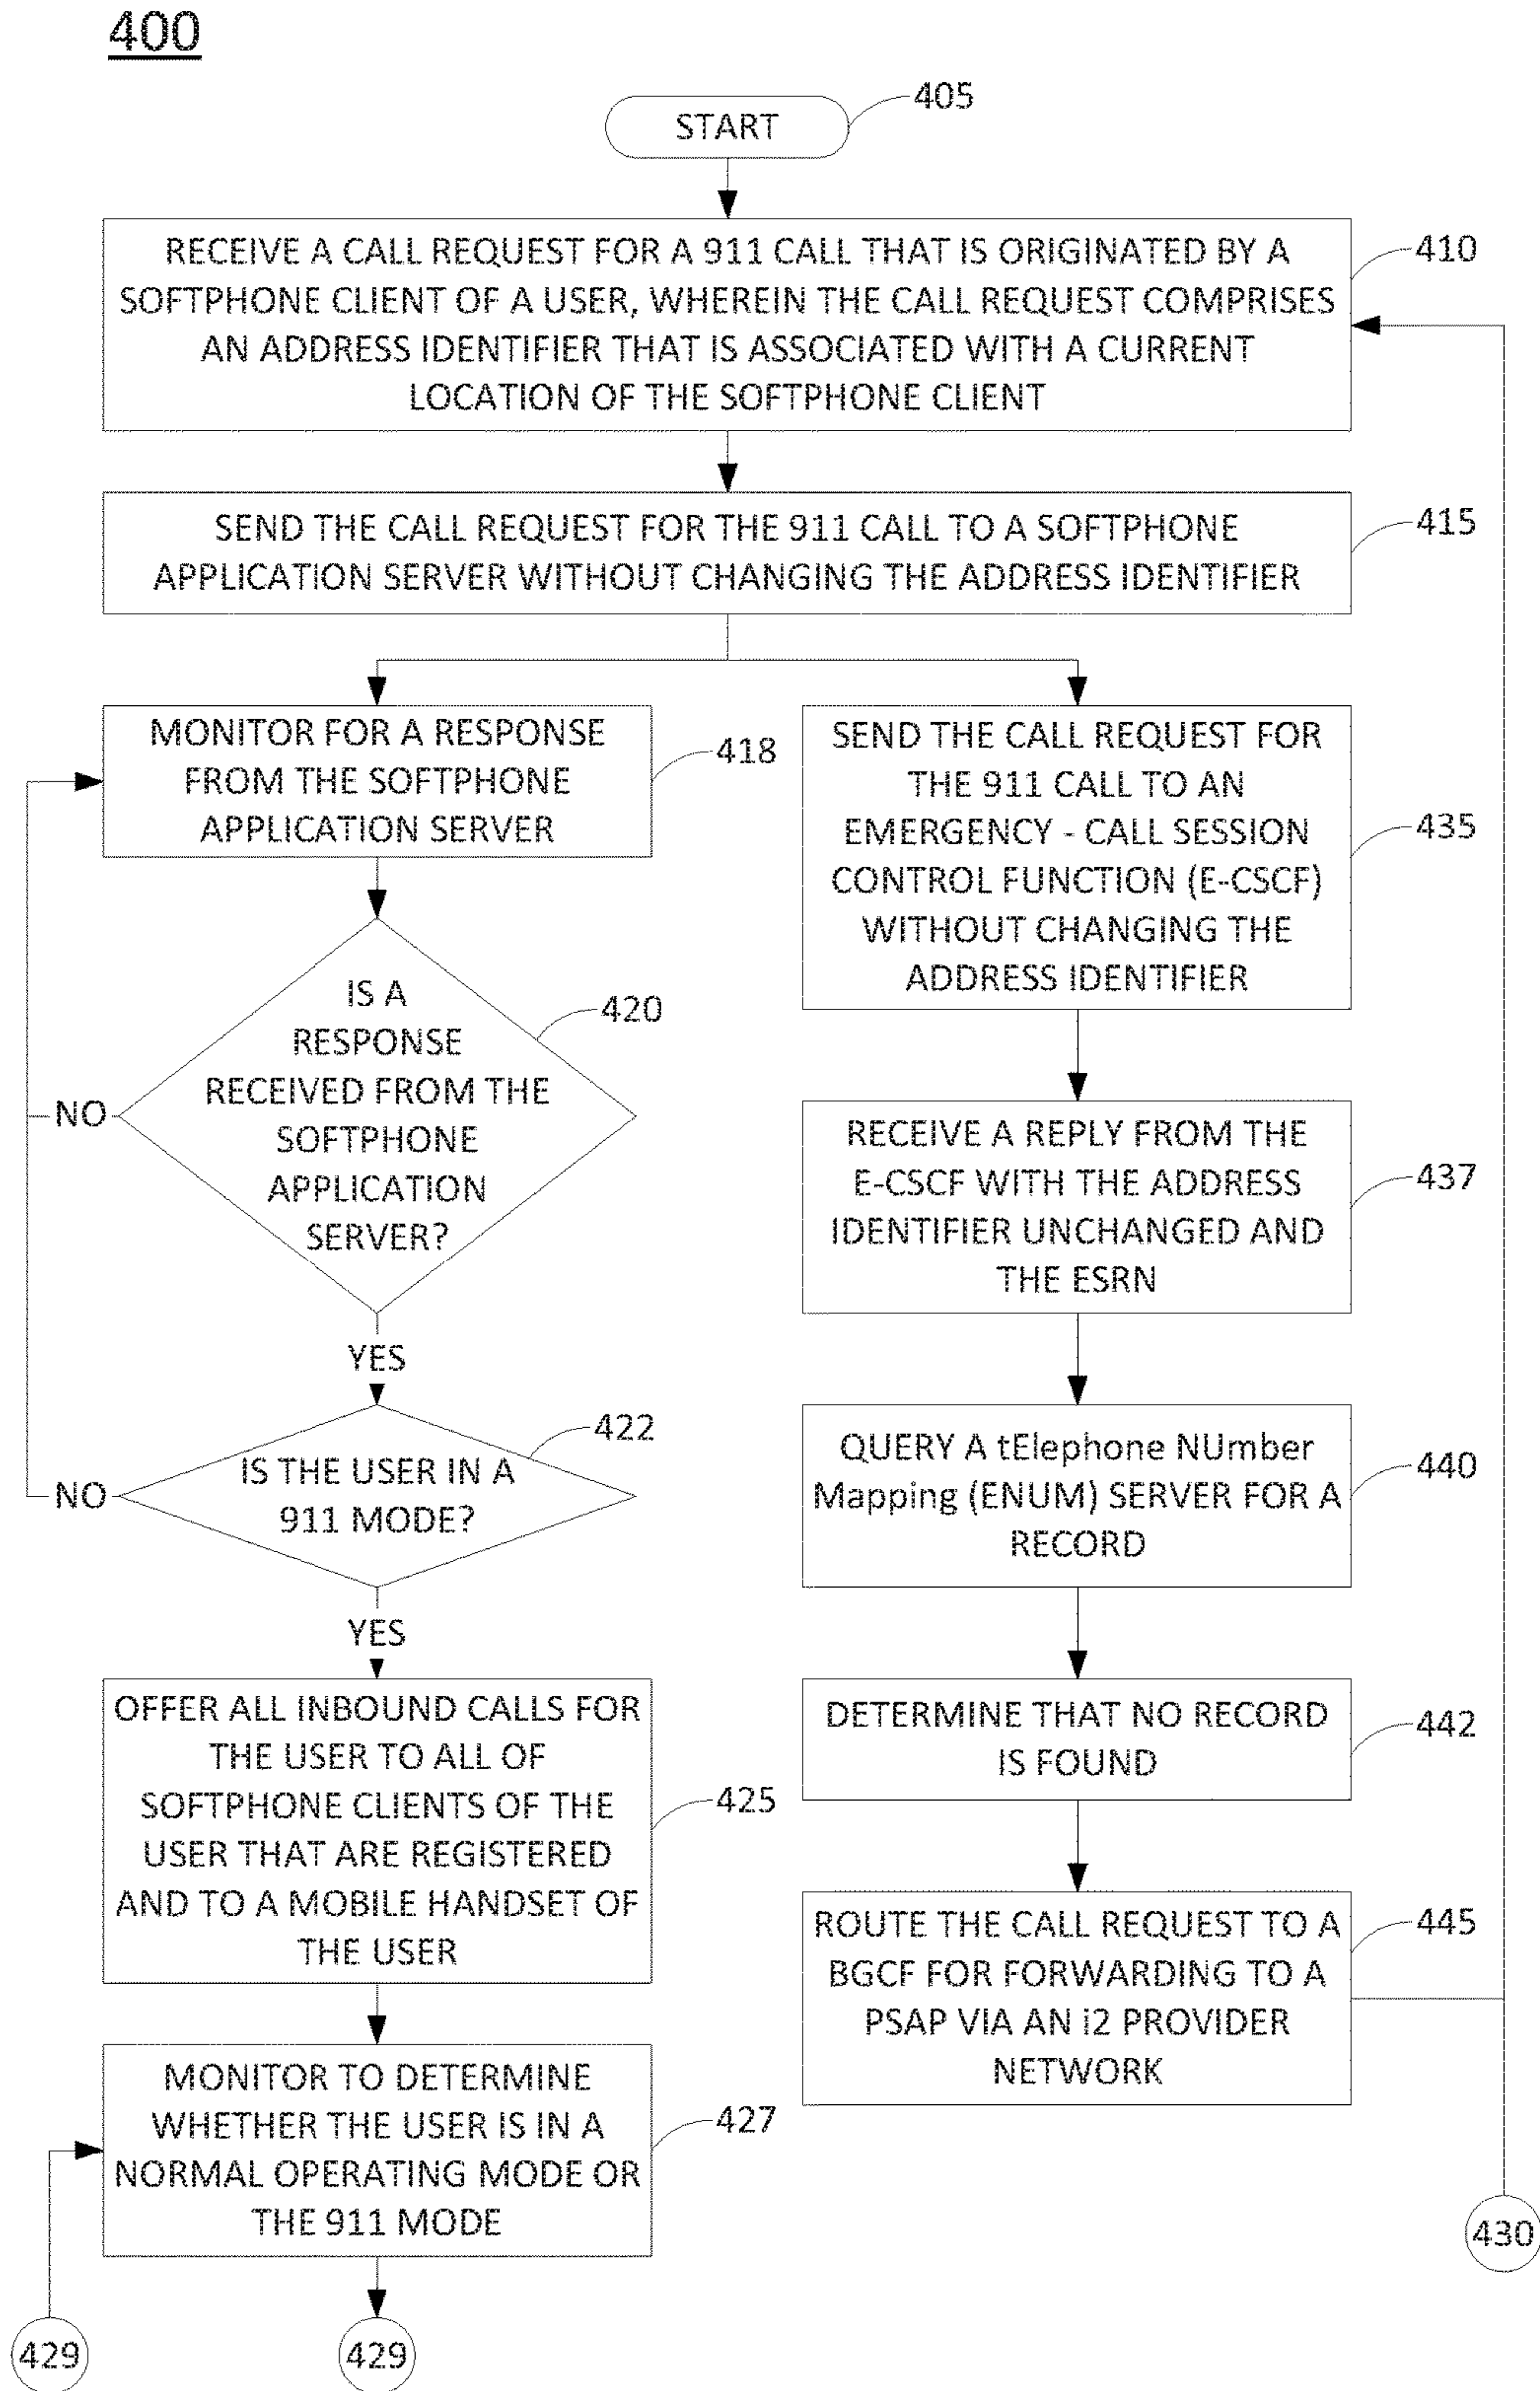 400
START
405
RECEIVE A CALL REQUEST FOR A 911 CALL THAT IS ORIGINATED BY A
SOFTPHONE CLIENT OF A USER, WHEREIN THE CALL REQUEST COMPRISES
AN ADDRESS IDENTIFIER THAT IS ASSOCIATED WITH A CURRENT
LOCATION OF THE SOFTPHONE CLIENT
410
SEND THE CALL REQUEST FOR THE 911 CALL TO A SOFTPHONE
APPLICATION SERVER WITHOUT CHANGING THE ADDRESS IDENTIFIER
415
MONITOR FOR A RESPONSE
FROM THE SOFTPHONE
APPLICATION SERVER
418
IS A
RESPONSE
RECEIVED FROM THE
SOFTPHONE
APPLICATION
SERVER?
420
NO
YES
IS THE USER IN A
911 MODE?
422
NO
YES
OFFER ALL INBOUND CALLS FOR
THE USER TO ALL OF
SOFTPHONE CLIENTS OF THE
USER THAT ARE REGISTERED
AND TO A MOBILE HANDSET OF
THE USER
425
MONITOR TO DETERMINE
WHETHER THE USER IS IN A
NORMAL OPERATING MODE OR
THE 911 MODE
427
429
429
SEND THE CALL REQUEST FOR
THE 911 CALL TO AN
EMERGENCY - CALL SESSION
CONTROL FUNCTION (E-CSCF)
WITHOUT CHANGING THE
ADDRESS IDENTIFIER
435
RECEIVE A REPLY FROM THE
E-CSCF WITH THE ADDRESS
IDENTIFIER UNCHANGED AND
THE ESRN
437
QUERY A tElephone NUmber
Mapping (ENUM) SERVER FOR A
RECORD
440
DETERMINE THAT NO RECORD
IS FOUND
442
ROUTE THE CALL REQUEST TO A
BGCF FOR FORWARDING TO A
PSAP VIA AN i2 PROVIDER
NETWORK
445
430